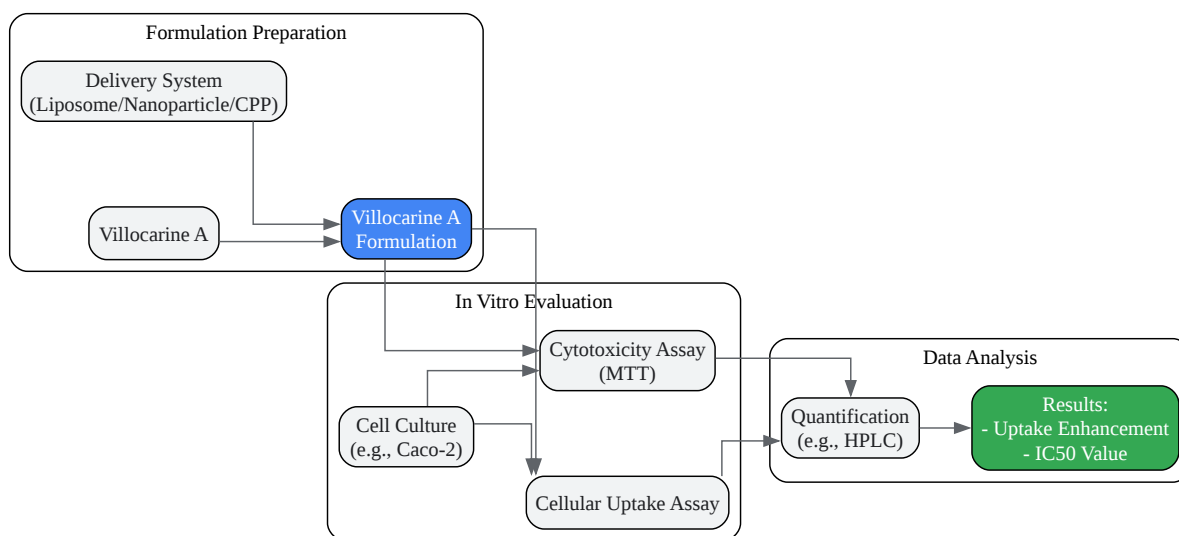 Formulation Preparation
Delivery System
(Liposome/Nanoparticle/CPP)
Villocarine A
Villocarine A
Formulation
In Vitro Evaluation
Cytotoxicity Assay
(MTT)
Cell Culture
(e.g., Caco-2)
Cellular Uptake Assay
Data Analysis
Quantification
(e.g., HPLC)
Results:
- Uptake Enhancement
- IC50 Value